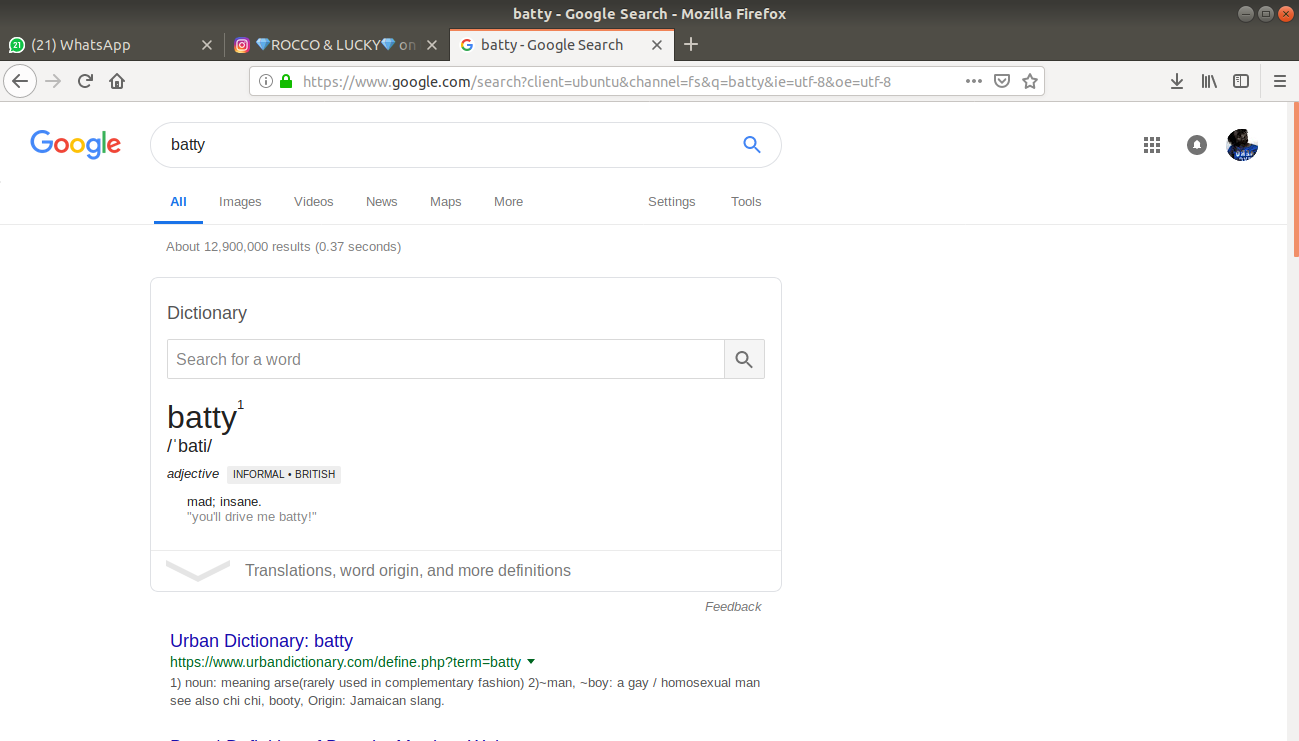 batty - Google Search - Mozilla Firefox
21
(21) WhatsApp
💎ROCCO & LUCKY💎 on
G
batty - Google Search
https://www.google.com/search?client=ubuntu&channel=fs&q=batty&ie=utf-8&oe=utf-8
Google
batty
All
Images
Videos
News
Maps
More
Settings
Tools
About 12,900,000 results (0.37 seconds)
Dictionary
Search for a word
batty¹
/ˈbati/
adjective INFORMAL • BRITISH
mad; insane.
"you'll drive me batty!"
Translations, word origin, and more definitions
Feedback
Urban Dictionary: batty
https://www.urbandictionary.com/define.php?term=batty
1) noun: meaning arse(rarely used in complementary fashion) 2)~man, ~boy: a gay / homosexual man
see also chi chi, booty, Origin: Jamaican slang.